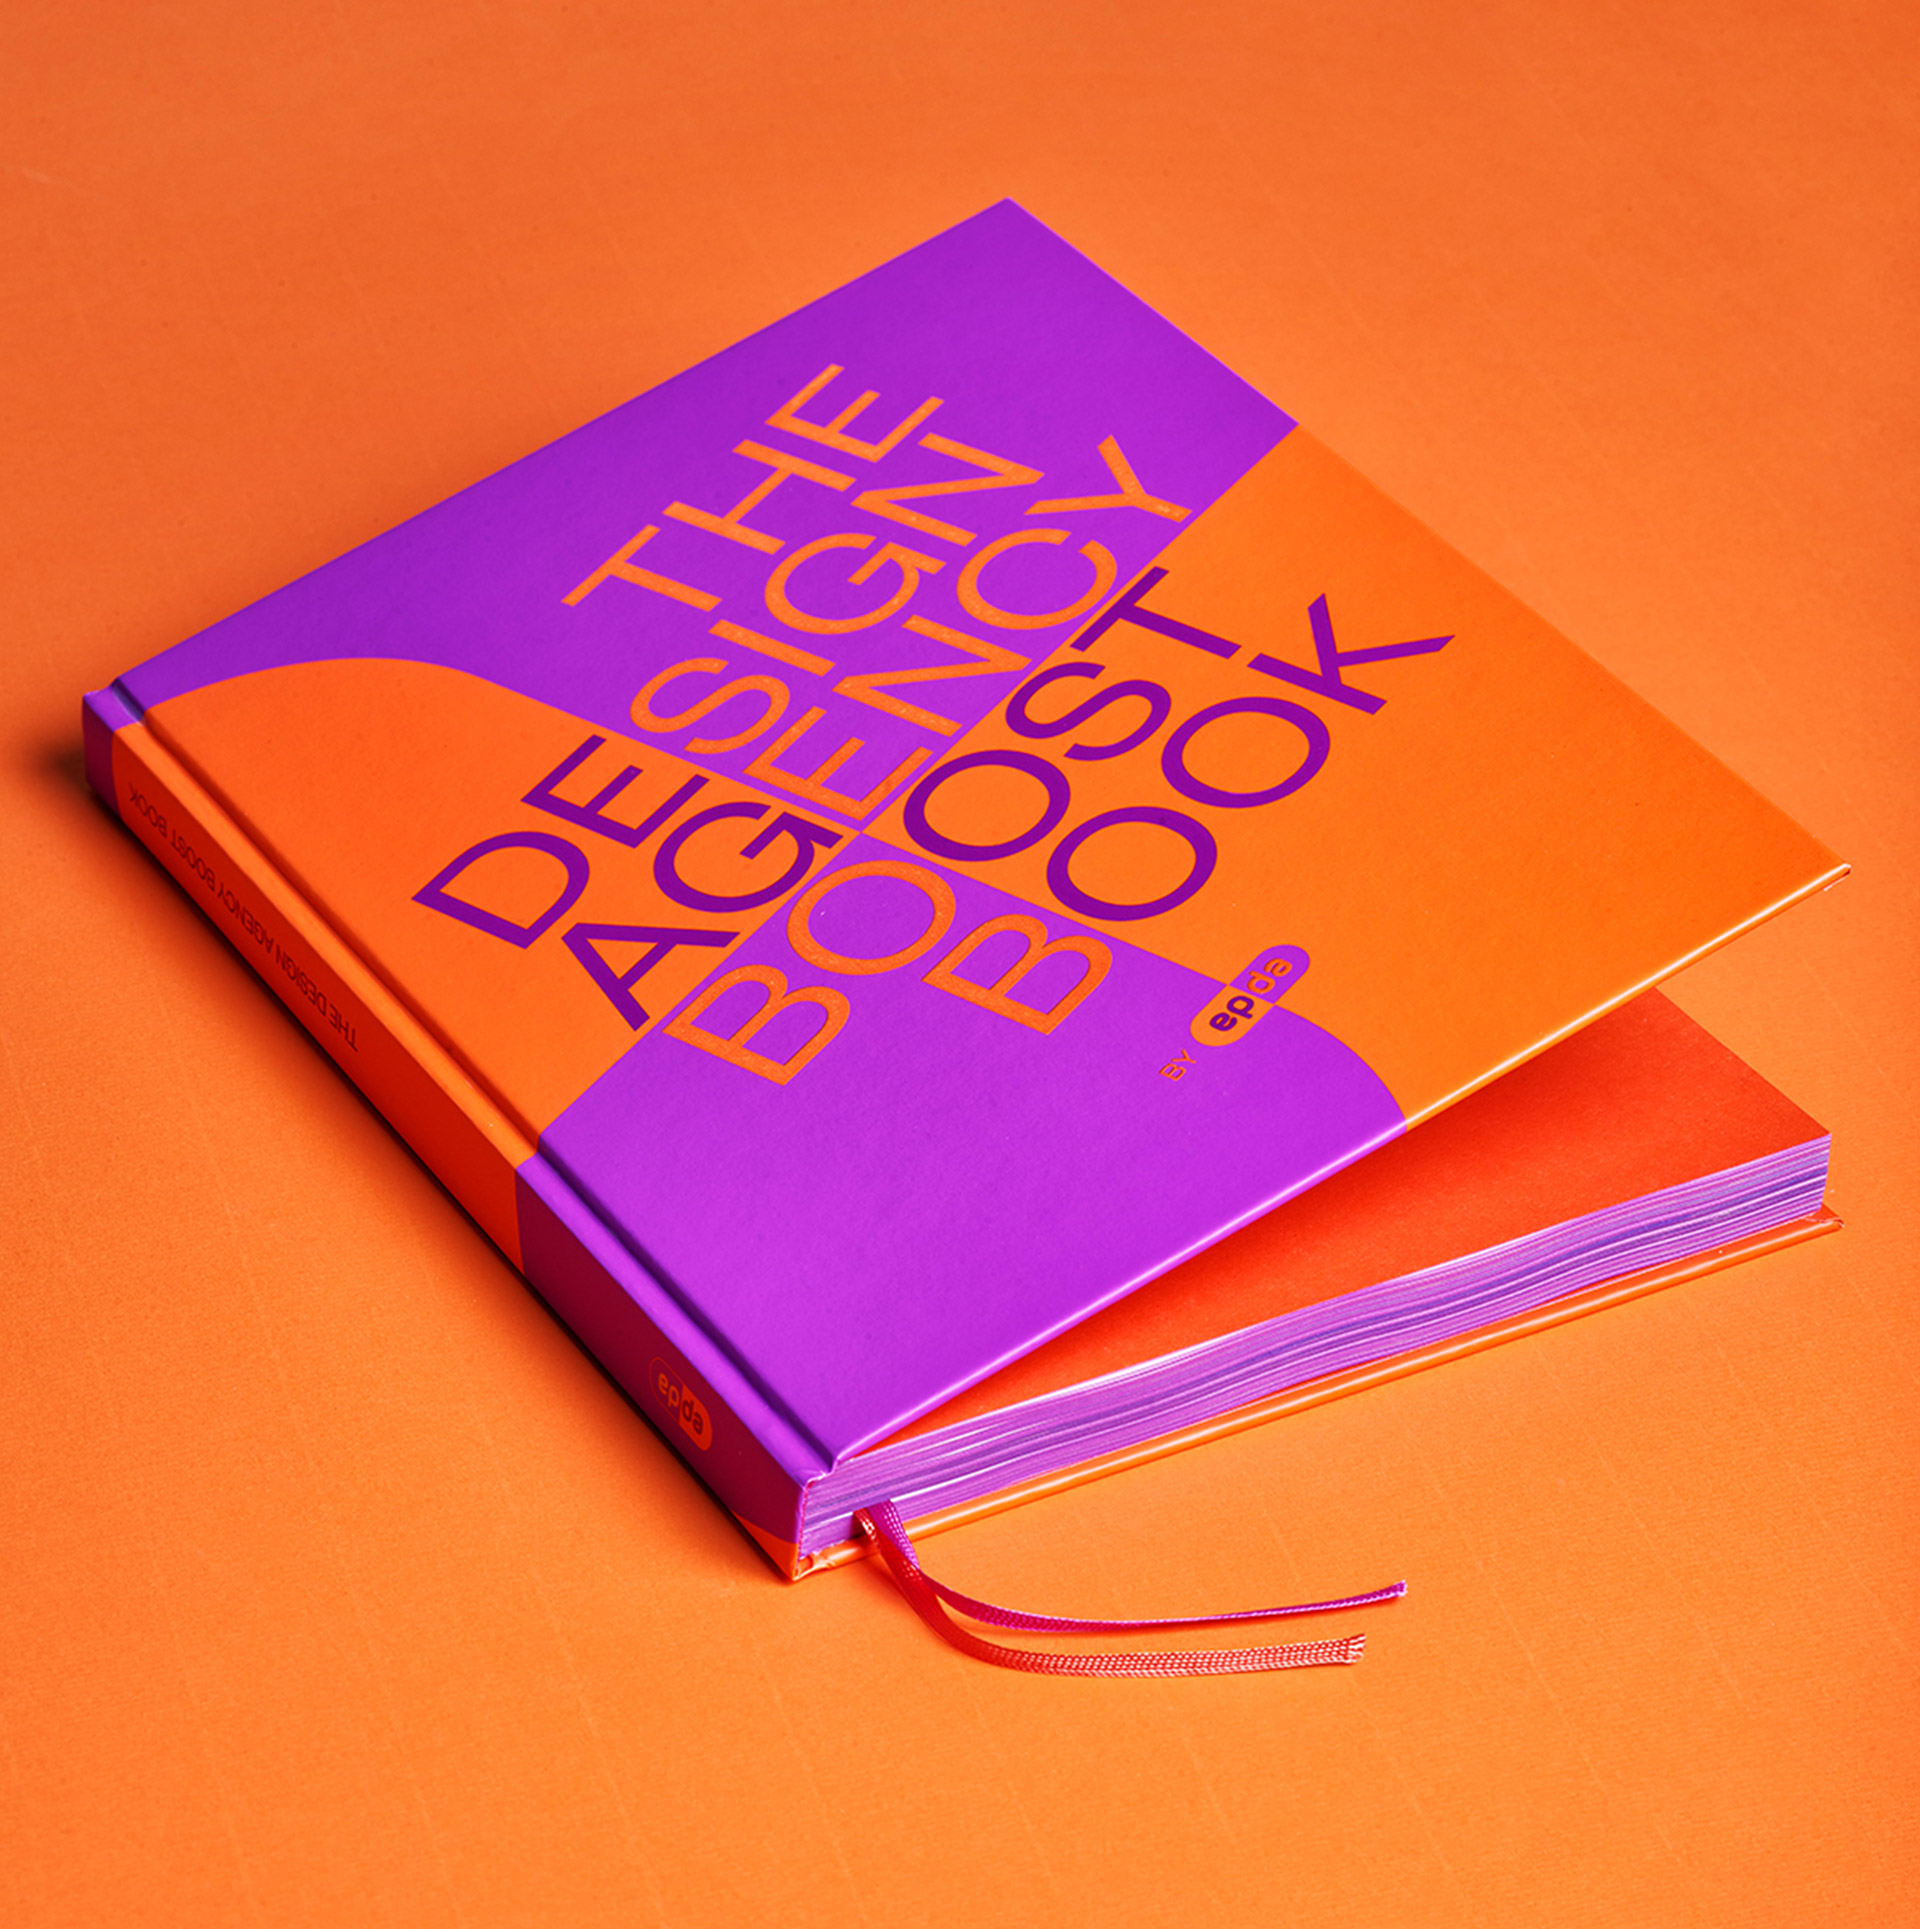 THE
DESIGN
AGENCY
BOOST
BOOK
BY epda
THE DESIGN AGENCY BOOST BOOK
epda